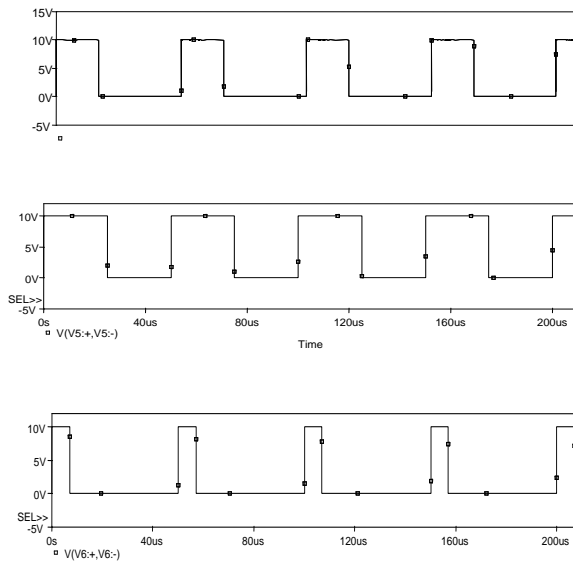 15V
10V
5V
0V
-5V
10V
5V
0V
SEL>>
-5V
0s 40us 80us 120us 160us 200us
V(V5:+,V5:-)
Time
10V
5V
0V
SEL>>
-5V
0s 40us 80us 120us 160us 200us
V(V6:+,V6:-)